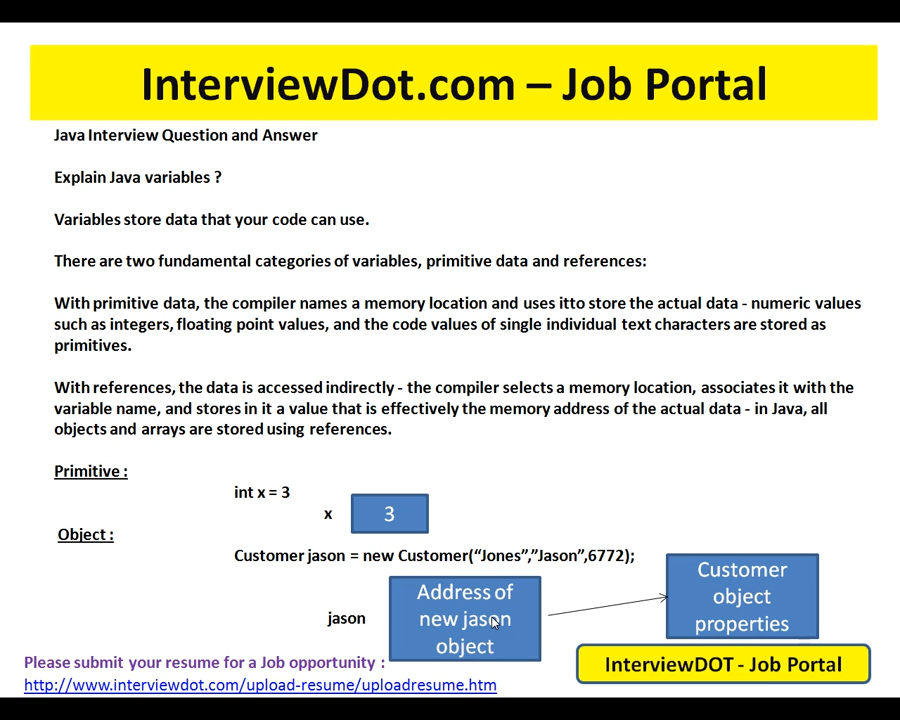 InterviewDot.com – Job Portal
Java Interview Question and Answer
Explain Java variables ?
Variables store data that your code can use.
There are two fundamental categories of variables, primitive data and references:
With primitive data, the compiler names a memory location and uses itto store the actual data - numeric values
such as integers, floating point values, and the code values of single individual text characters are stored as
primitives.
With references, the data is accessed indirectly - the compiler selects a memory location, associates it with the
variable name, and stores in it a value that is effectively the memory address of the actual data - in Java, all
objects and arrays are stored using references.
Primitive :
int x = 3
x
3
Object :
Customer jason = new Customer(“Jones”,”Jason”,6772);
jason
Address of
new jason
object
Customer
object
properties
Please submit your resume for a Job opportunity :
http://www.interviewdot.com/upload-resume/uploadresume.htm
InterviewDOT - Job Portal